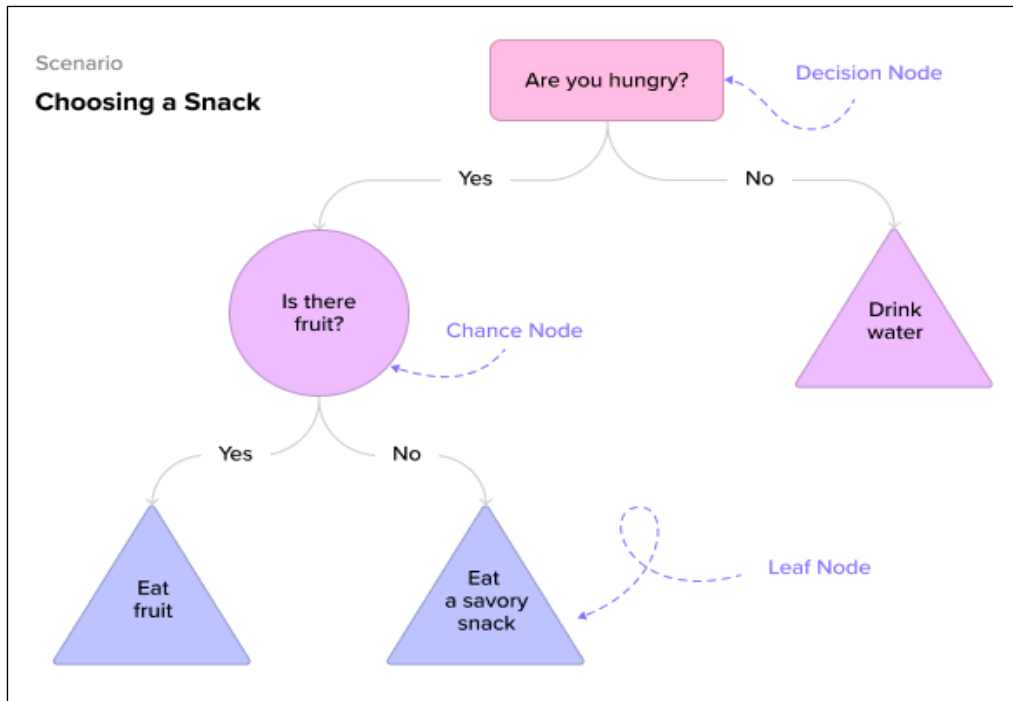 Scenario
Choosing a Snack
Are you hungry?
Decision Node
Yes
No
Is there
fruit?
Chance Node
Drink
water
Yes
No
Eat
fruit
Eat
a savory
snack
Leaf Node